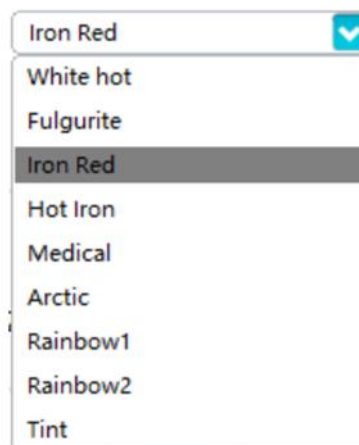 Iron Red
White hot
Fulgurite
Iron Red
Hot Iron
Medical
Arctic
Rainbow1
Rainbow2
Tint